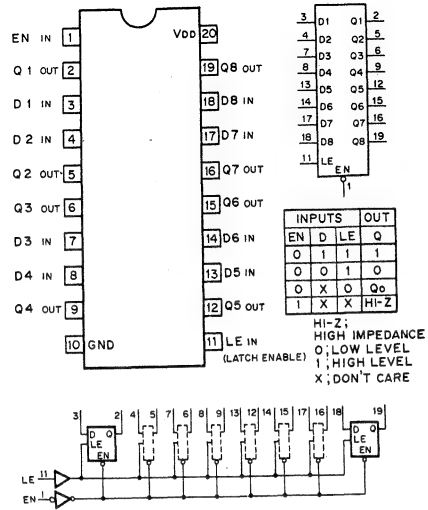 EN IN 1
Q1 OUT 2
D1 IN 3
D2 IN 4
Q2 OUT 5
Q3 OUT 6
D3 IN 7
D4 IN 8
Q4 OUT 9
10 GND
VDD 20
19 Q8 OUT
18 D8 IN
17 D7 IN
16 Q7 OUT
15 Q6 OUT
14 D6 IN
13 D5 IN
12 Q5 OUT
11 LE IN
(LATCH ENABLE)
3 D1 Q1 2
4 D2 Q2 5
7 D3 Q3 6
8 D4 Q4 9
13 D5 Q5 12
14 D6 Q6 15
17 D7 Q7 16
18 D8 Q8 19
11 LE
EN
1
INPUTS OUT
EN D LE Q
0 1 1 1
0 0 1 0
0 X 0 Q0
1 X X HI-Z
HI-Z;
HIGH IMPEDANCE
0;LOW LEVEL
1;HIGH LEVEL
X;DON'T CARE
3 2 4 5 7 6 8 9 13 12 14 15 17 16 18 19
D Q
LE
EN
D Q
LE
EN
LE 11
EN 1